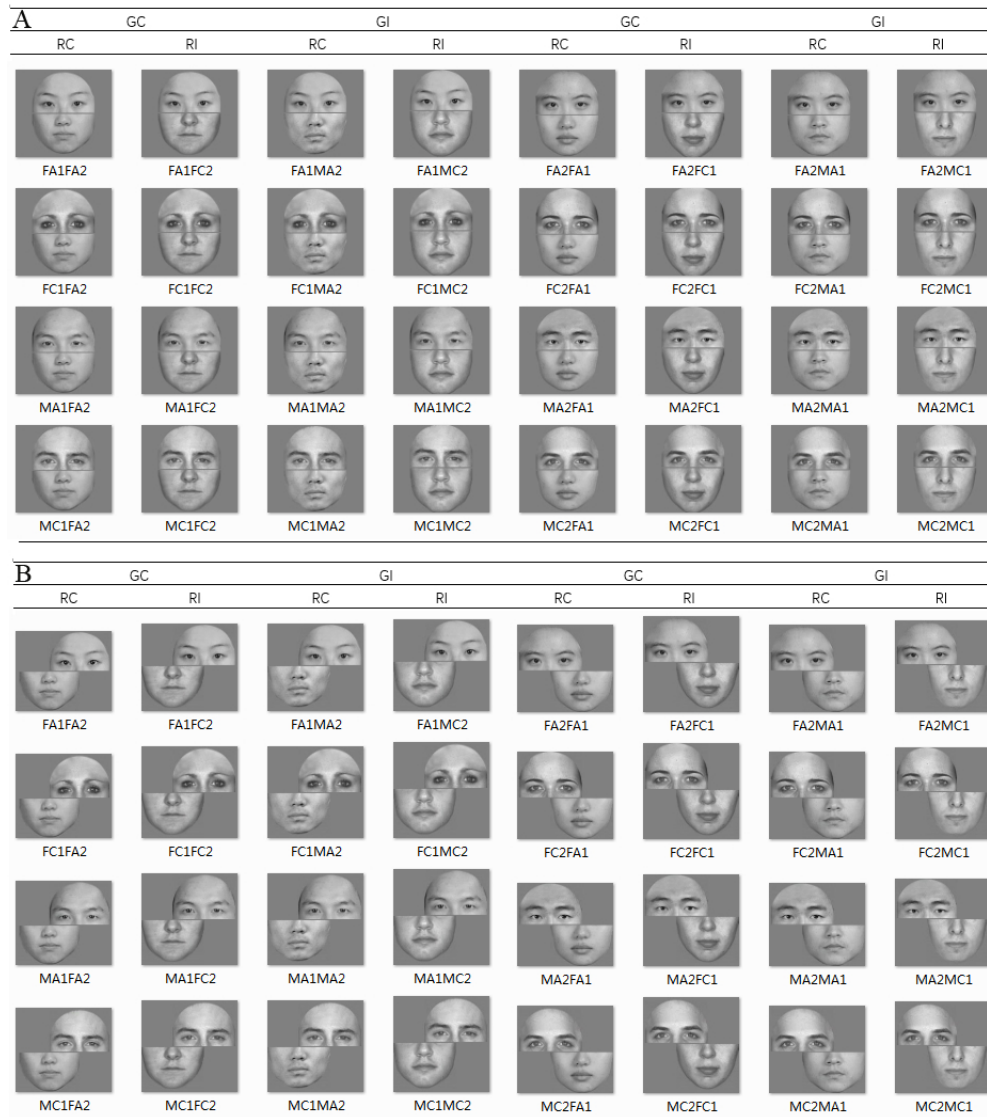 A GC GI GC GI
RC RI RC RI RC RI RC RI
FA1FA2 FA1FC2 FA1MA2 FA1MC2 FA2FA1 FA2FC1 FA2MA1 FA2MC1
FC1FA2 FC1FC2 FC1MA2 FC1MC2 FC2FA1 FC2FC1 FC2MA1 FC2MC1
MA1FA2 MA1FC2 MA1MA2 MA1MC2 MA2FA1 MA2FC1 MA2MA1 MA2MC1
MC1FA2 MC1FC2 MC1MA2 MC1MC2 MC2FA1 MC2FC1 MC2MA1 MC2MC1
B GC GI GC GI
RC RI RC RI RC RI RC RI
FA1FA2 FA1FC2 FA1MA2 FA1MC2 FA2FA1 FA2FC1 FA2MA1 FA2MC1
FC1FA2 FC1FC2 FC1MA2 FC1MC2 FC2FA1 FC2FC1 FC2MA1 FC2MC1
MA1FA2 MA1FC2 MA1MA2 MA1MC2 MA2FA1 MA2FC1 MA2MA1 MA2MC1
MC1FA2 MC1FC2 MC1MA2 MC1MC2 MC2FA1 MC2FC1 MC2MA1 MC2MC1